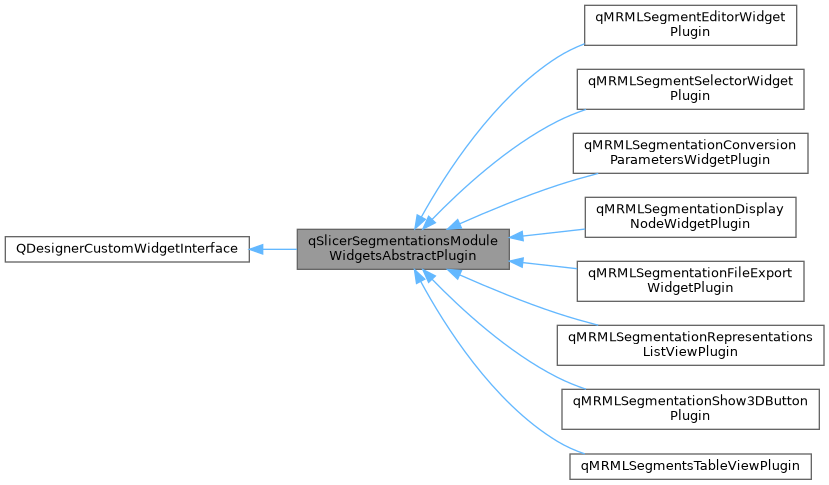 qMRMLSegmentEditorWidget
Plugin
qMRMLSegmentSelectorWidget
Plugin
qMRMLSegmentationConversion
ParametersWidgetPlugin
qMRMLSegmentationDisplay
NodeWidgetPlugin
QDesignerCustomWidgetInterface
qSlicerSegmentationsModule
WidgetsAbstractPlugin
qMRMLSegmentationFileExport
WidgetPlugin
qMRMLSegmentationRepresentations
ListViewPlugin
qMRMLSegmentationShow3DButton
Plugin
qMRMLSegmentsTableViewPlugin